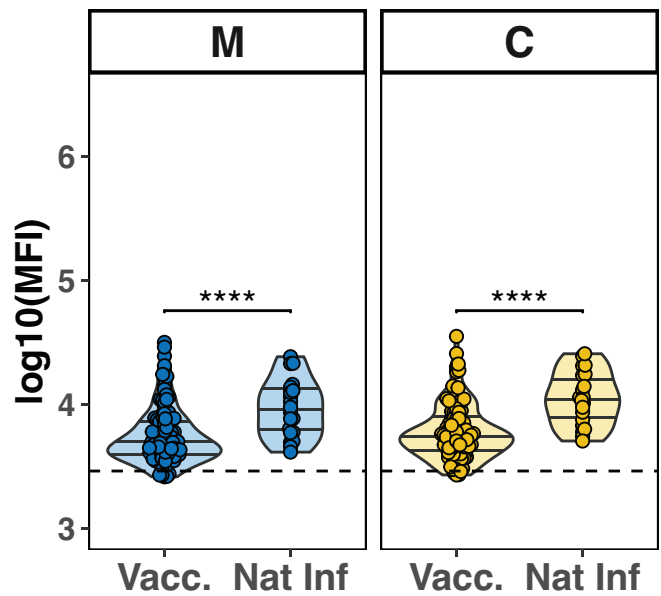 M C
log10(MFI)
6
5
4
3
**** ****
Vacc. Nat Inf Vacc. Nat Inf